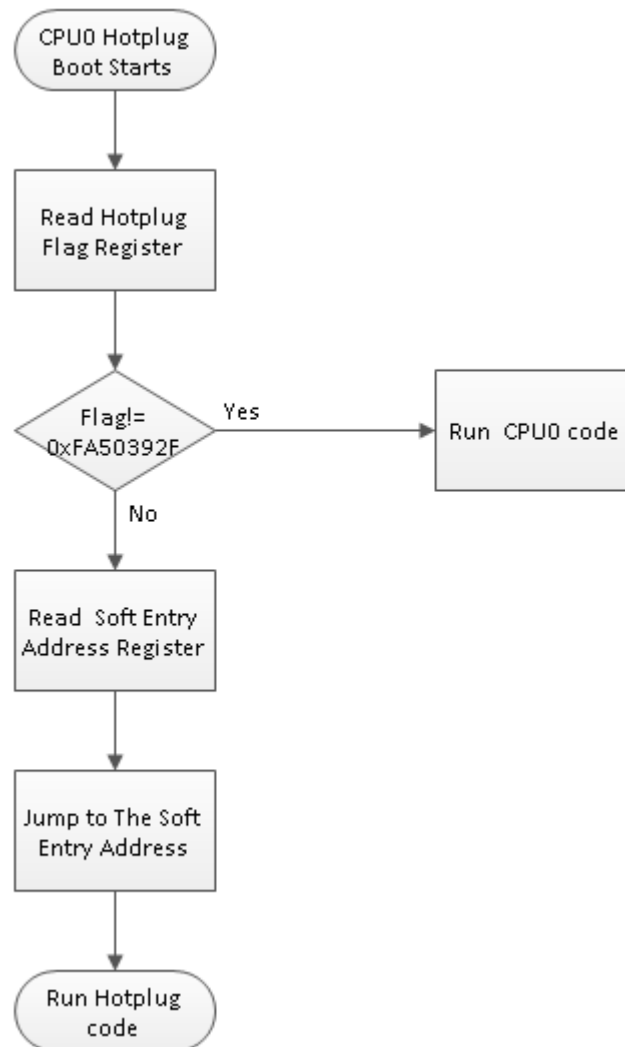 CPU0 Hotplug
Boot Starts
Read Hotplug
Flag Register
Flag!=
0xFA50392F
Yes
Run CPU0 code
No
Read Soft Entry
Address Register
Jump to The Soft
Entry Address
Run Hotplug
code